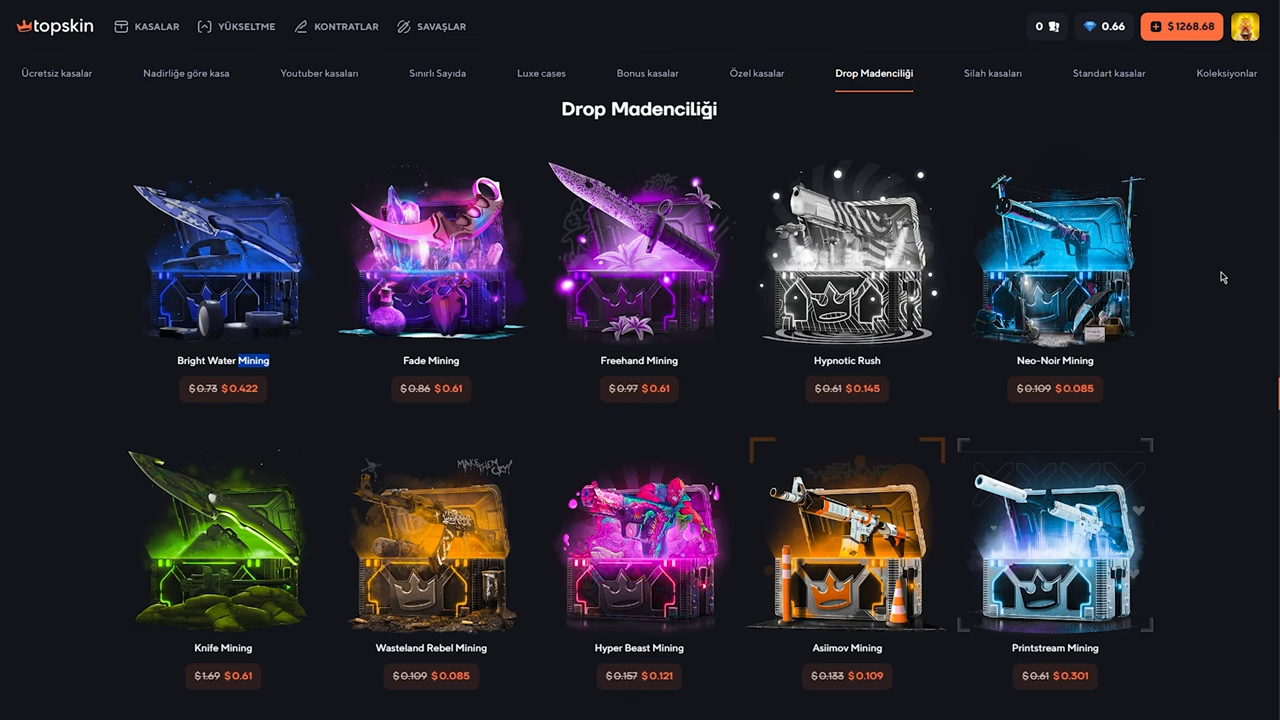 topskin
KASALAR
YÜKSELTME
KONTRATLAR
SAVAŞLAR
0
0.66
$1268.68
Ücretsiz kasalar
Nadirliğe göre kasa
Youtuber kasaları
Sınırlı Sayıda
Luxe cases
Bonus kasalar
Özel kasalar
Drop Madenciliği
Silah kasaları
Standart kasalar
Koleksiyonlar
Drop Madenciliği
Bright Water Mining
$0.73 $0.422
Fade Mining
$0.86 $0.61
Freehand Mining
$0.97 $0.61
Hypnotic Rush
$0.61 $0.145
Neo-Noir Mining
$0.109 $0.085
Knife Mining
$1.69 $0.61
MAKE THEM CRY!
Wasteland Rebel Mining
$0.109 $0.085
Hyper Beast Mining
$0.157 $0.121
Asiimov Mining
$0.133 $0.109
Printstream Mining
$0.61 $0.301